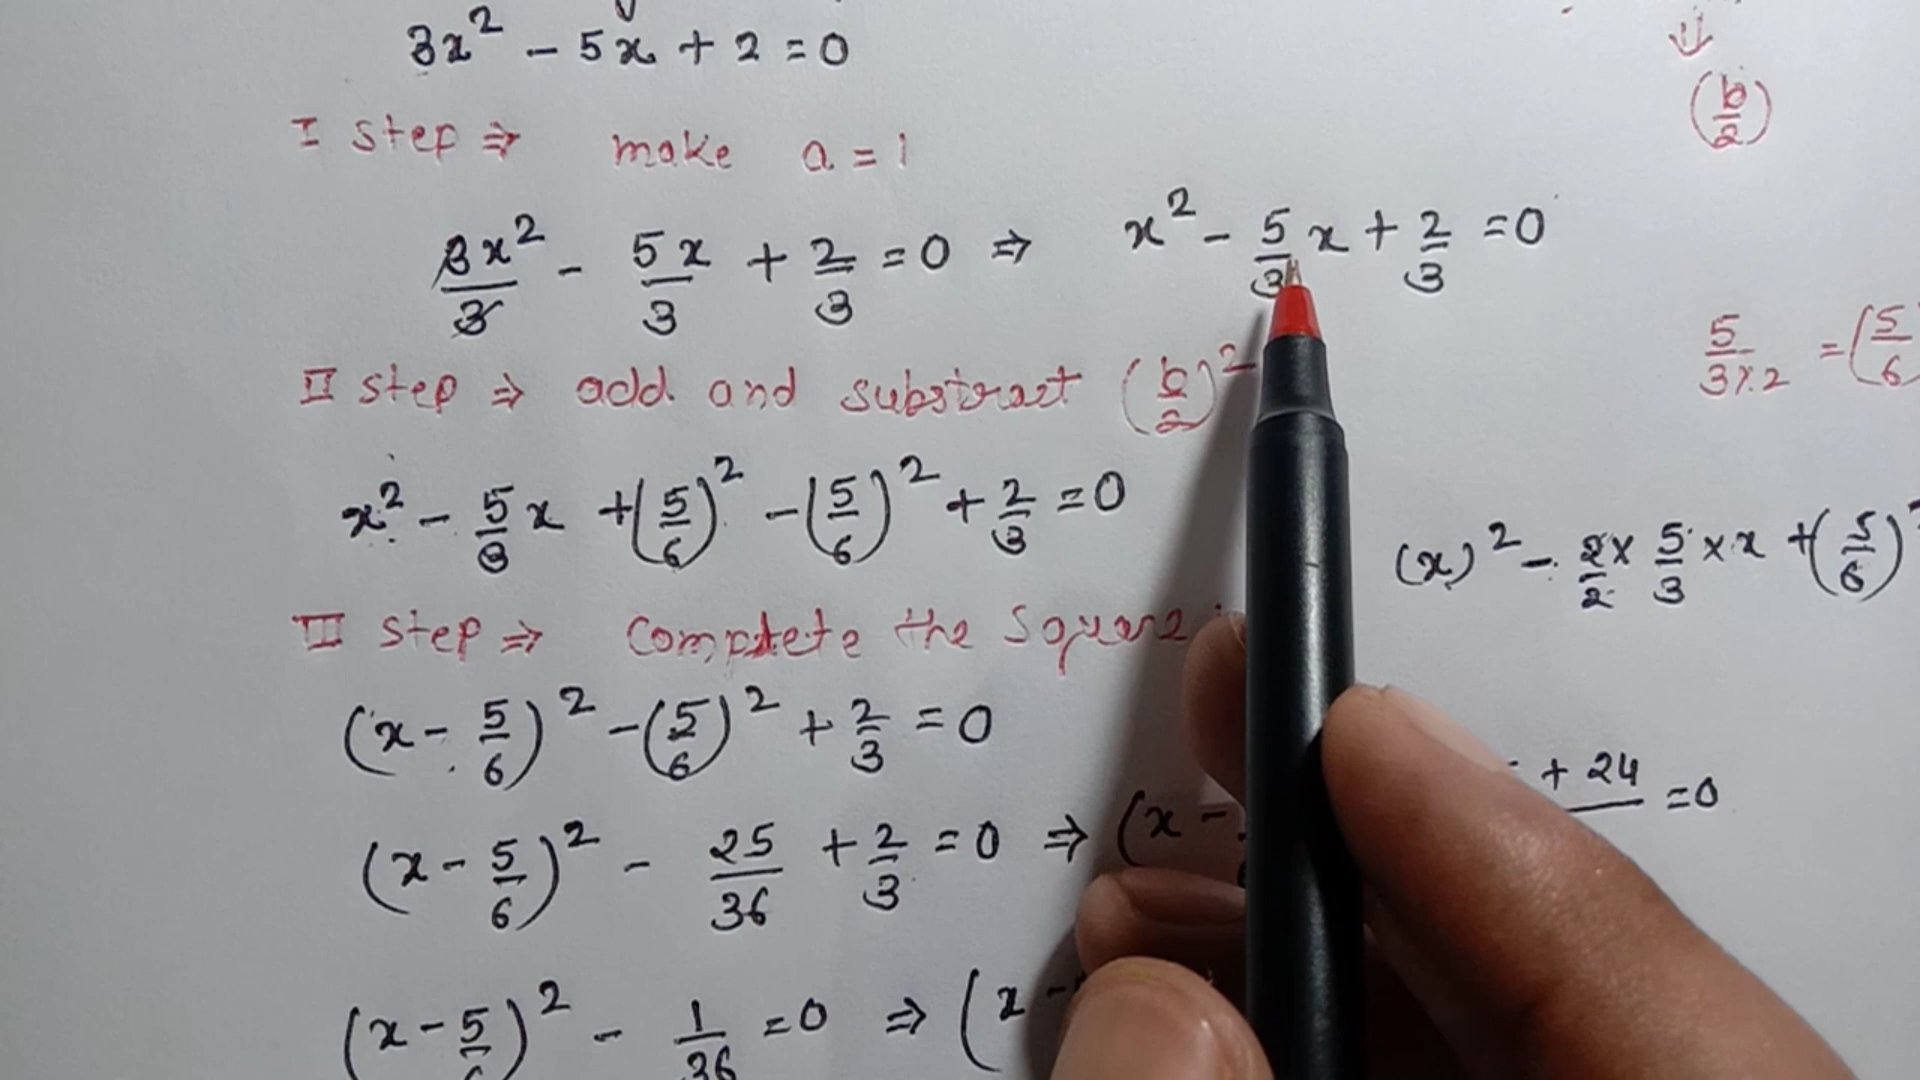 3x² - 5x + 2 = 0
I step ⇒ make a = 1
3x²/3 - 5x/3 + 2/3 = 0 ⇒ x² - 5/3 x + 2/3 = 0
II step ⇒ add and substract (b/2)²
x² - 5/3 x + (5/6)² - (5/6)² + 2/3 = 0
III step ⇒ Complete the Square
(x - 5/6)² - (5/6)² + 2/3 = 0
(x - 5/6)² - 25/36 + 2/3 = 0 ⇒ (x -
(x - 5/6)² - 1/36 = 0 ⇒ (x -
⇓
(b/2)
5/3×2 = (5/6
(x)² - 2/2 × 5/3 × x + (5/6)²
+ 24 = 0